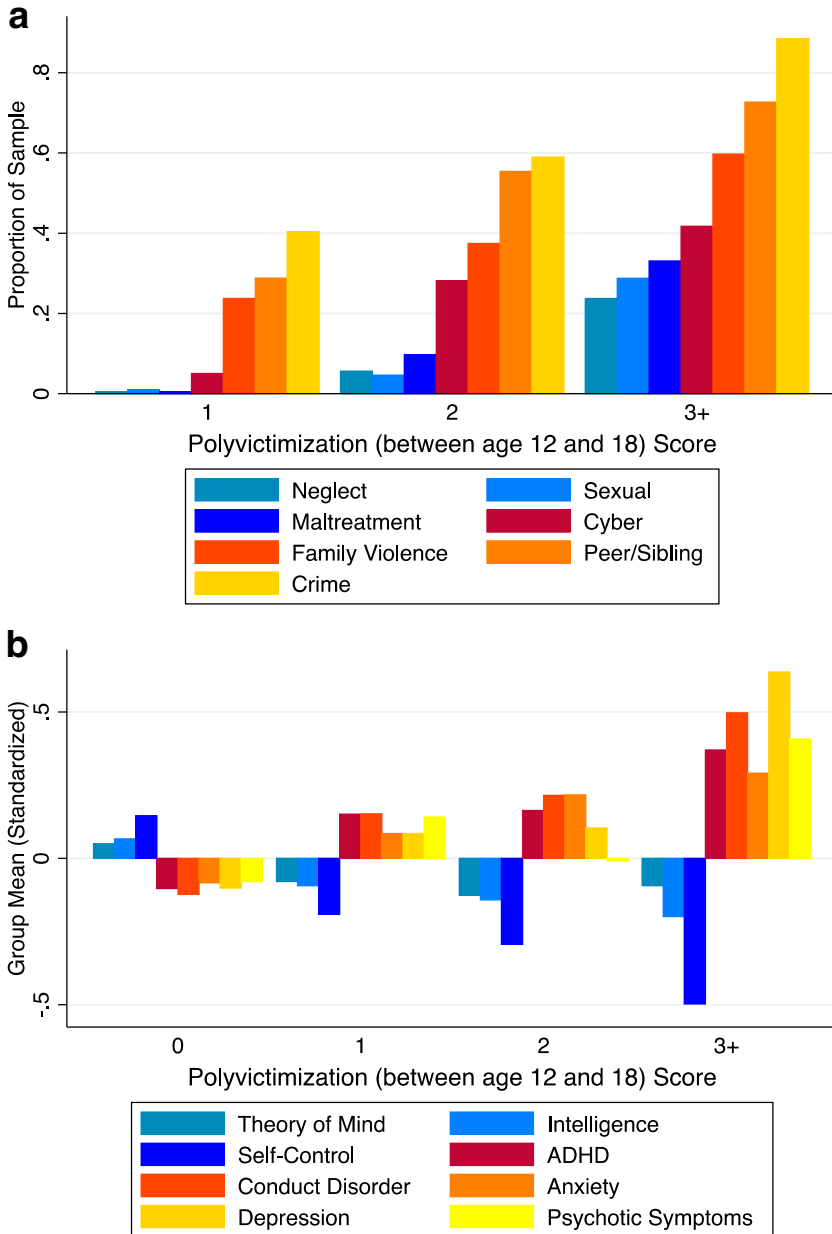 a
Proportion of Sample
.8
.6
.4
.2
0
1 2 3+
Polyvictimization (between age 12 and 18) Score
Neglect Sexual
Maltreatment Cyber
Family Violence Peer/Sibling
Crime
b
Group Mean (Standardized)
.5
0
-.5
0 1 2 3+
Polyvictimization (between age 12 and 18) Score
Theory of Mind Intelligence
Self-Control ADHD
Conduct Disorder Anxiety
Depression Psychotic Symptoms